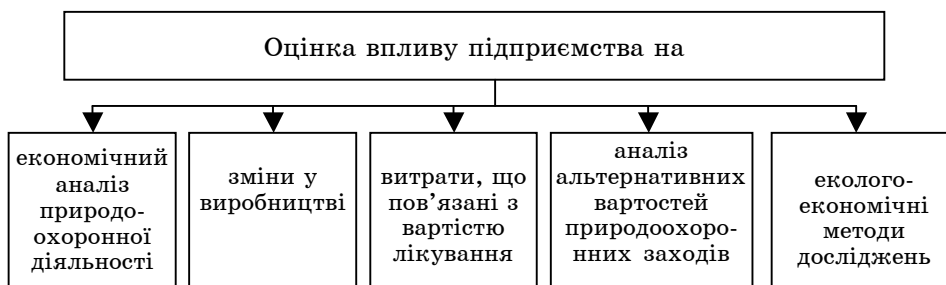 Оцінка впливу підприємства на
економічний
аналіз
природо-
охоронної
діяльності
зміни у
виробництві
витрати, що
пов’язані з
вартістю
лікування
аналіз
альтернативних
вартостей
природоохоро-
нних заходів
еколого-
економічні
методи
досліджень